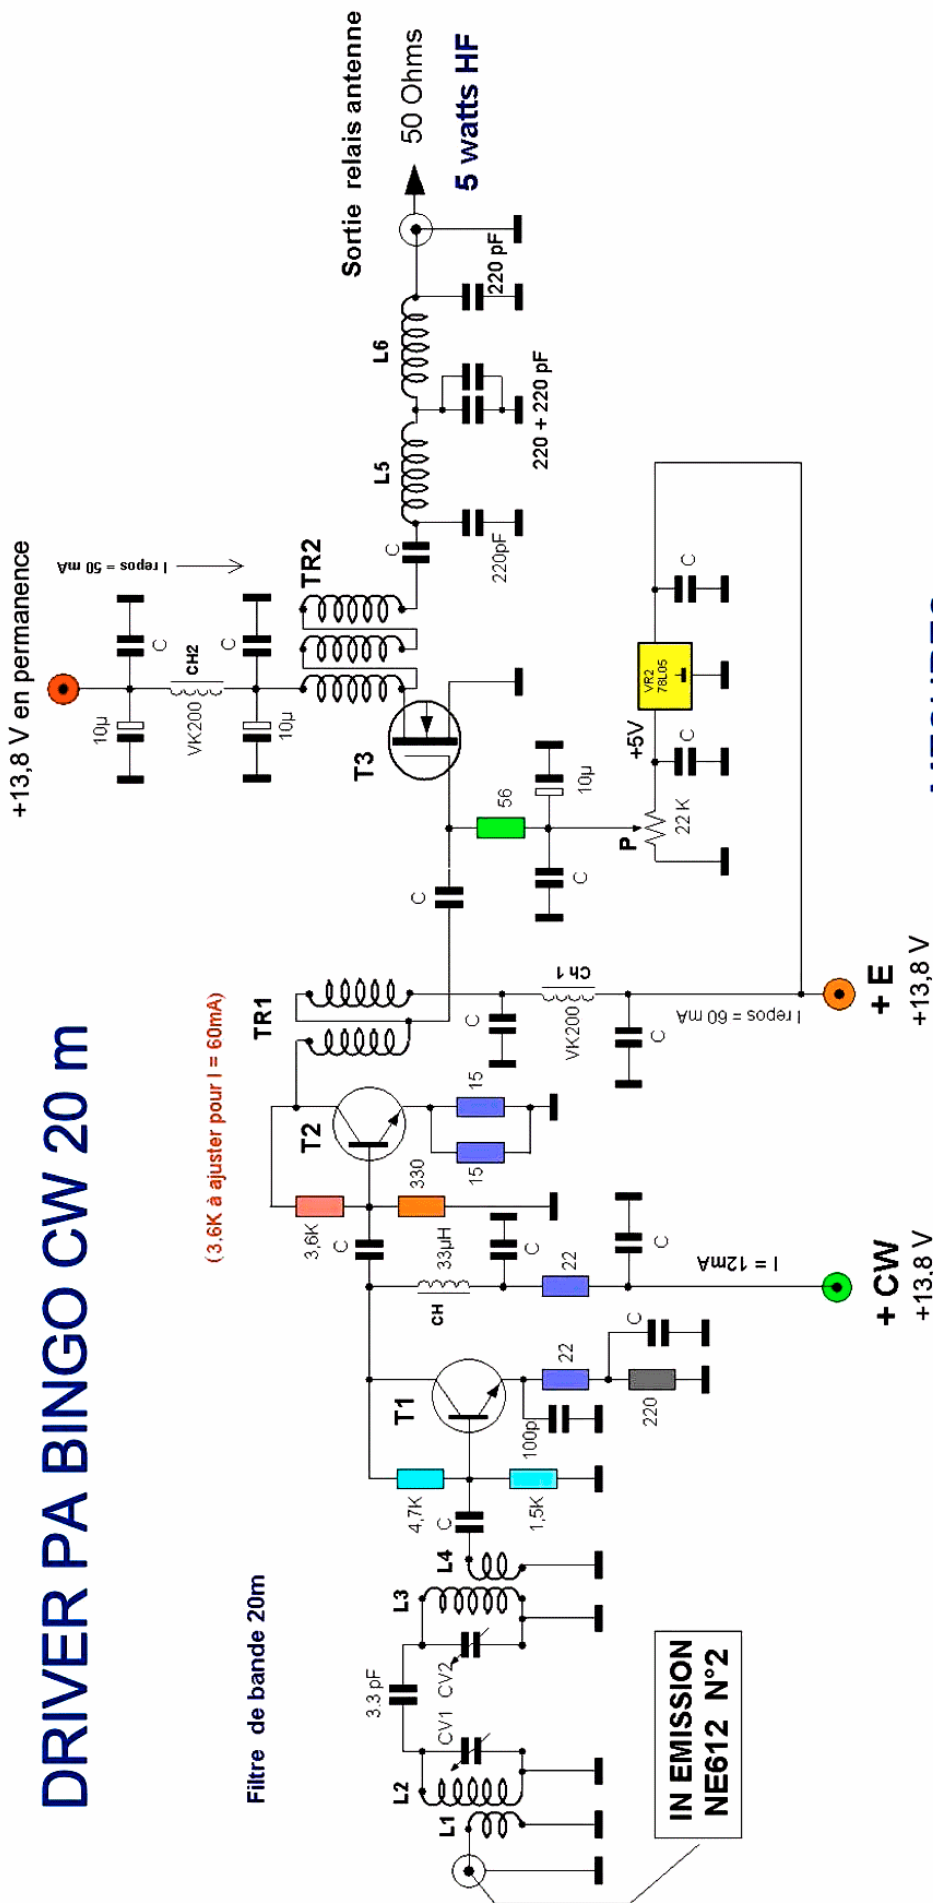 DRIVER PA BINGO CW 20 m
+13,8 V en permanence
I repos = 50 mA
10µ
C
CH2
VK200
10µ
C
TR2
Sortie relais antenne
50 Ohms
5 watts HF
(3,6K à ajuster pour I = 60mA)
TR1
T2
T3
C
L5
L6
220pF
220 + 220 pF
220 pF
Filtre de bande 20m
3,6K
C
330
33µH
CH
C
22
C
I = 12mA
15
15
C
Ch 1
VK200
C
I repos = 60 mA
C
56
10µ
C
P
22 K
+5V
C
VR2
78L05
C
3.3 pF
L1
L2
CV1
CV2
L3
L4
C
4,7K
1,5K
T1
100p
22
220
C
IN EMISSION
NE612 N°2
+ CW
+13,8 V
+ E
+13,8 V